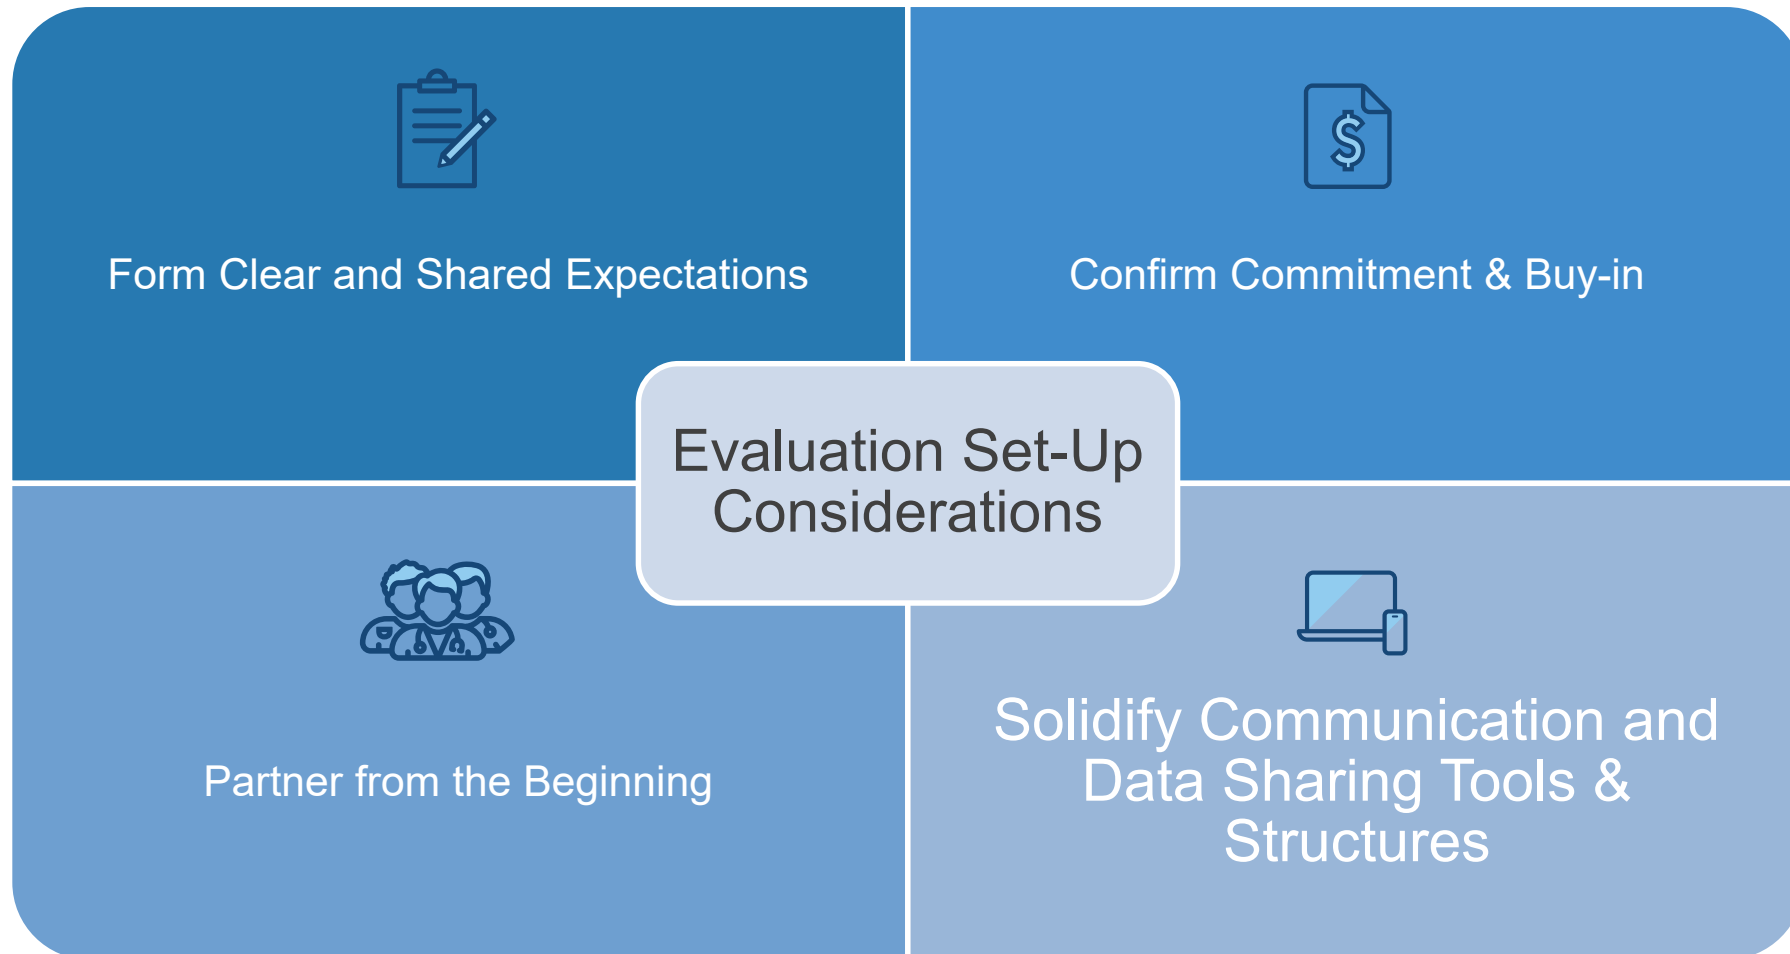 Form Clear and Shared Expectations
Confirm Commitment & Buy-in
Evaluation Set-Up
Considerations
Partner from the Beginning
Solidify Communication and
Data Sharing Tools &
Structures